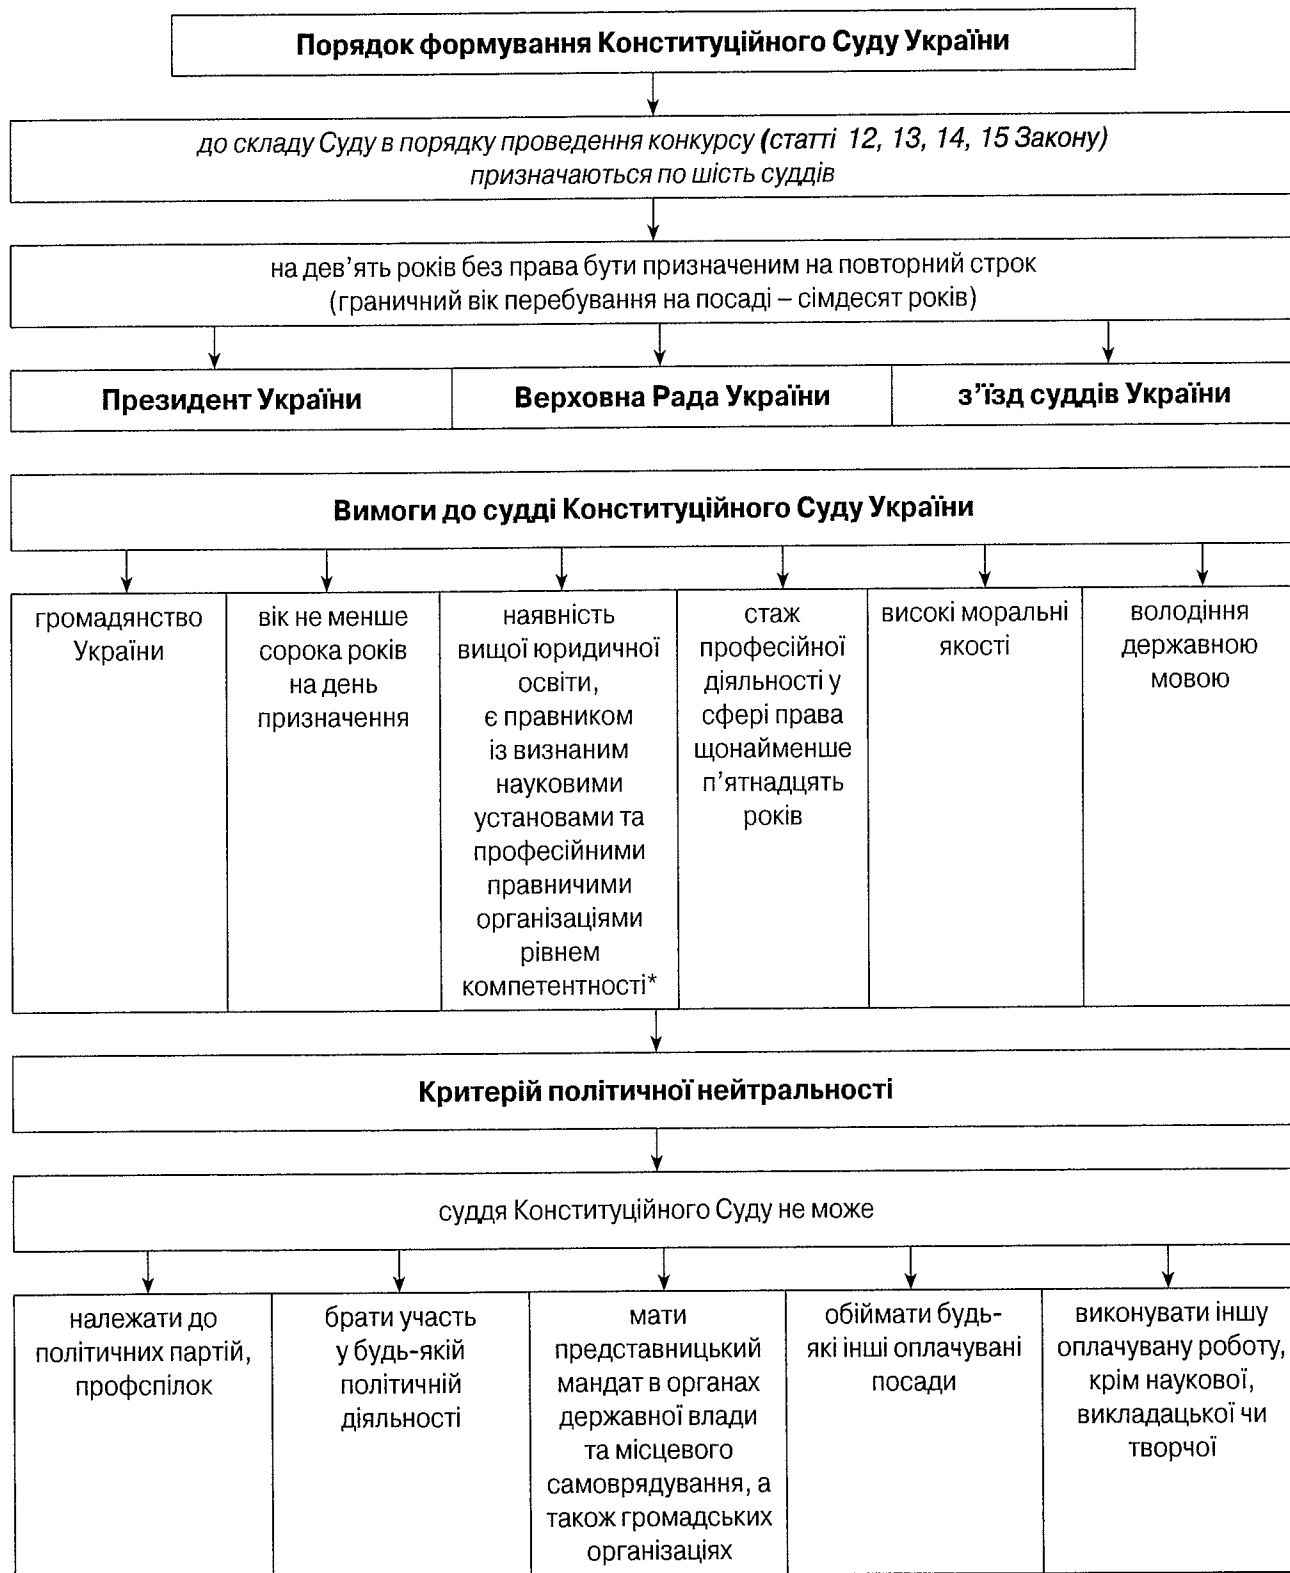 Порядок формування Конституційного Суду України
до складу Суду в порядку проведення конкурсу (статті 12, 13, 14, 15 Закону)
призначаються по шість суддів
на дев’ять років без права бути призначеним на повторний строк
(граничний вік перебування на посаді – сімдесят років)
Президент України
Верховна Рада України
з’їзд суддів України
Вимоги до судді Конституційного Суду України
громадянство
України
вік не менше
сорока років
на день
призначення
наявність
вищої юридичної
освіти,
є правником
із визнаним
науковими
установами та
професійними
правничими
організаціями
рівнем
компетентності*
стаж
професійної
діяльності у
сфері права
щонайменше
п’ятнадцять
років
високі моральні
якості
володіння
державною
мовою
Критерій політичної нейтральності
суддя Конституційного Суду не може
належати до
політичних партій,
профспілок
брати участь
у будь-якій
політичній
діяльності
мати
представницький
мандат в органах
державної влади
та місцевого
самоврядування, а
також громадських
організаціях
обіймати будь-
які інші оплачувані
посади
виконувати іншу
оплачувану роботу,
крім наукової,
викладацької чи
творчої